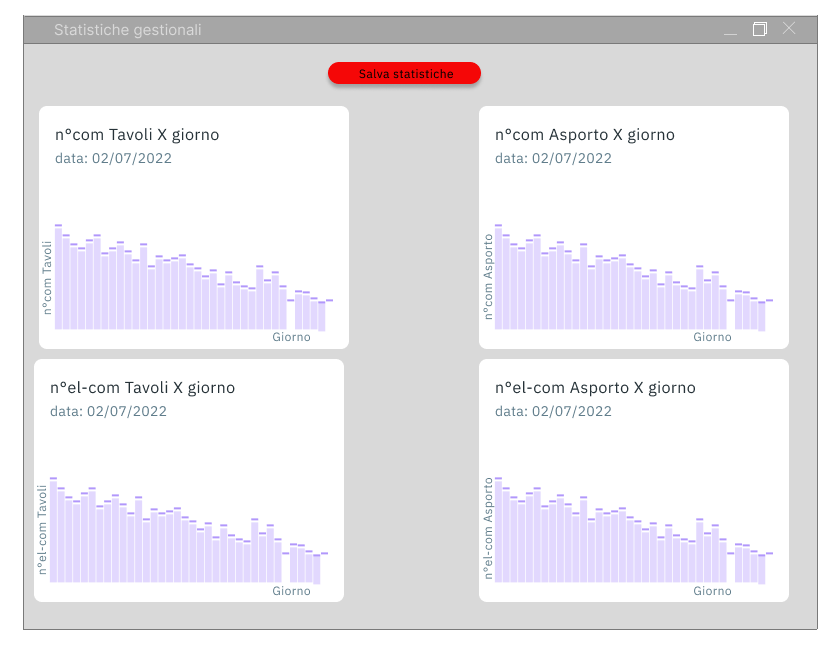 Statistiche gestionali
Salva statistiche
n°com Tavoli X giorno
data: 02/07/2022
n°com Tavoli
Giorno
n°com Asporto X giorno
data: 02/07/2022
n°com Asporto
Giorno
n°el-com Tavoli X giorno
data: 02/07/2022
n°el-com Tavoli
Giorno
n°el-com Asporto X giorno
data: 02/07/2022
n°el-com Asporto
Giorno